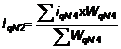 I_qN2 = ∑ i_qN4 x W_qN4 / ∑ W_qN4